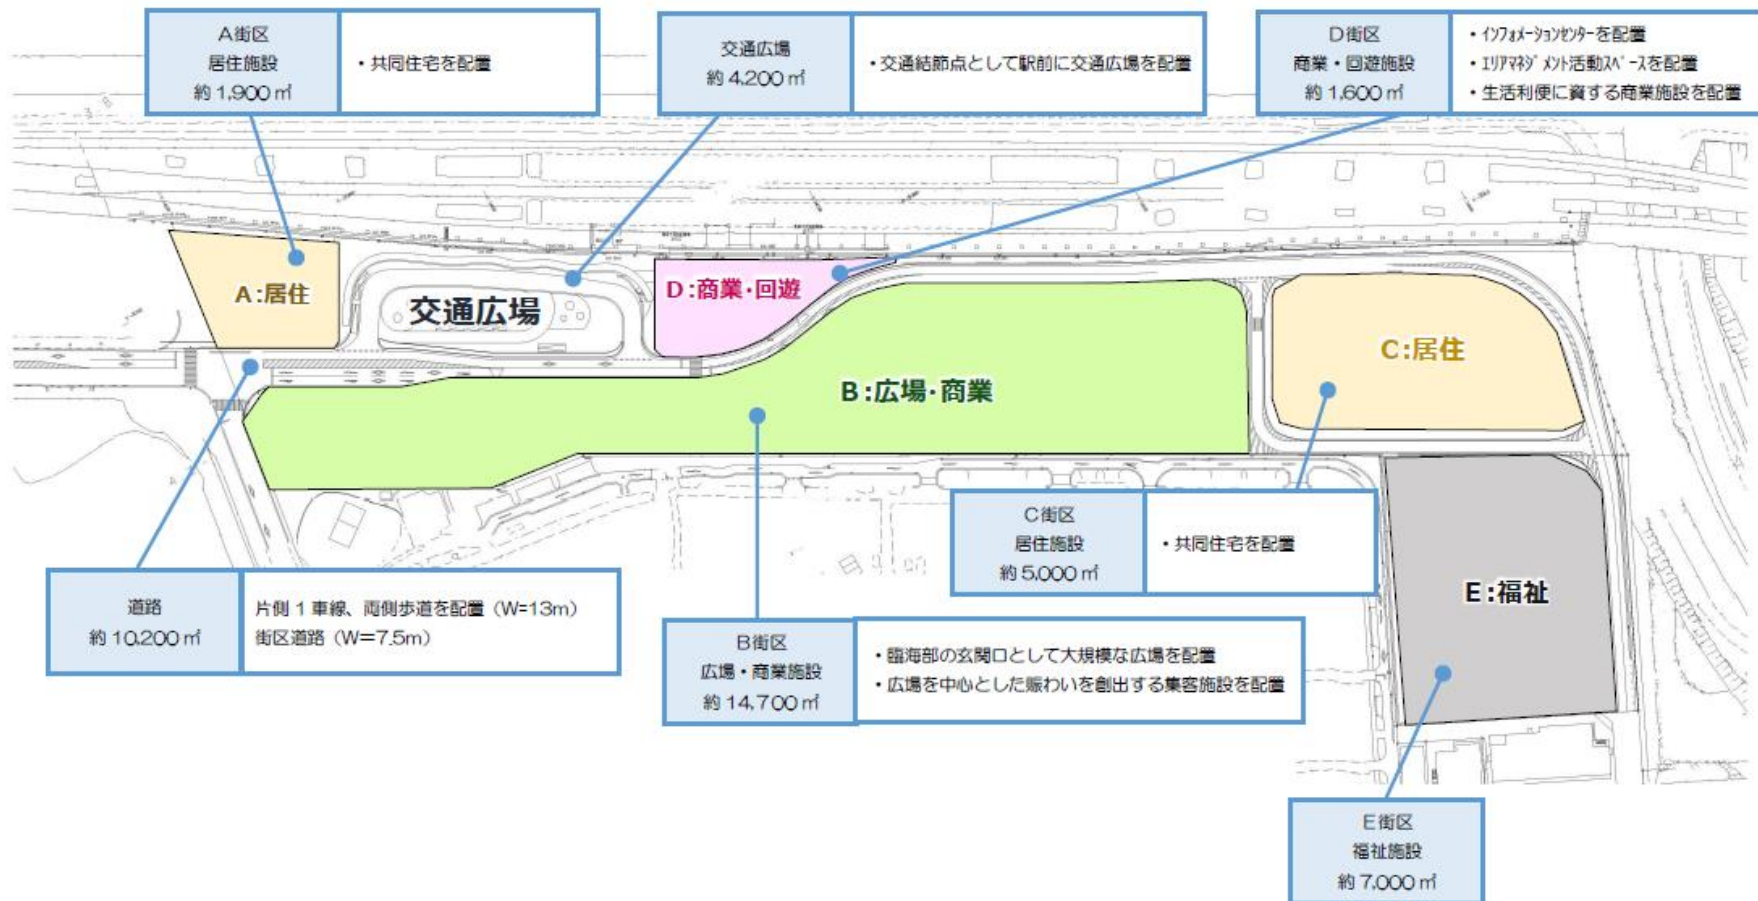 A街区
居住施設
約 1,900 ㎡
・共同住宅を配置
交通広場
約 4,200 ㎡
・交通結節点として駅前に交通広場を配置
D街区
商業・回遊施設
約 1,600 ㎡
・インフォメーションセンターを配置
・エリアマネジメント活動スペースを配置
・生活利便に資する商業施設を配置
A:居住
交通広場
D:商業・回遊
B:広場・商業
C:居住
E:福祉
道路
約 10,200 ㎡
片側 1 車線、両側歩道を配置（W=13m）
街区道路（W=7.5m）
B街区
広場・商業施設
約 14,700 ㎡
・臨海部の玄関口として大規模な広場を配置
・広場を中心とした賑わいを創出する集客施設を配置
C街区
居住施設
約 5,000 ㎡
・共同住宅を配置
E街区
福祉施設
約 7,000 ㎡